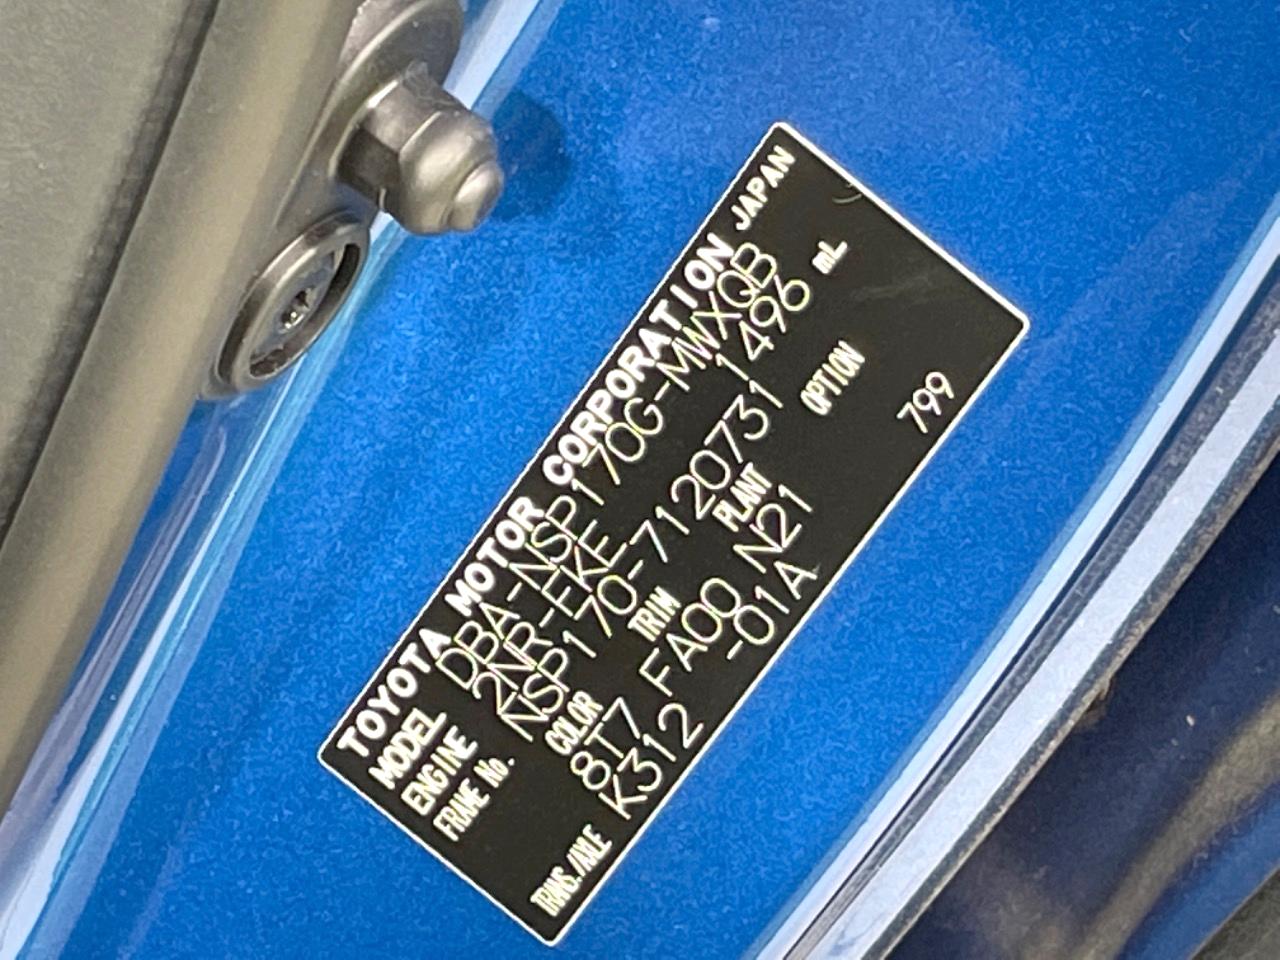 TOYOTA MOTOR CORPORATION JAPAN
MODEL DBA-NSP170G-MWXQB
ENGINE 2NR-FKE 1496 mL
FRAME No. NSP170-7120731
COLOR TRIM PLANT OPTION
8T7 FA00 N21
TRANS./AXLE K312 -01A 799